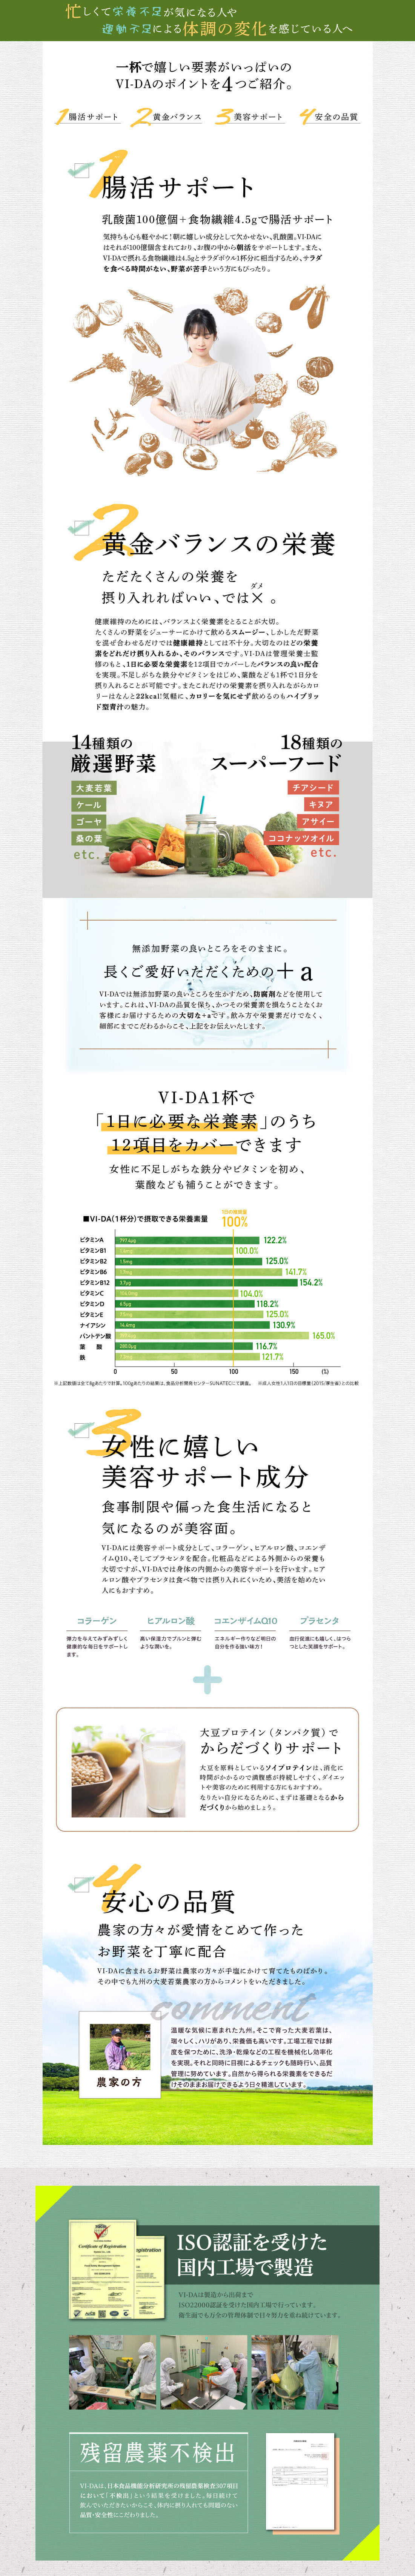 忙しくて栄養不足が気になる人や
運動不足による体調の変化を感じている人へ
一杯で嬉しい要素がいっぱいの
VI-DAのポイントを4つご紹介。
1 腸活サポート 2 黄金バランス 3 美容サポート 4 安全の品質
1
腸活サポート
乳酸菌100億個＋食物繊維4.5gで腸活サポート
気持ちも心も軽やかに！朝に嬉しい成分として欠かせない、乳酸菌。VI-DAに
はそれが100億個含まれており、お腹の中から朝活をサポートします。また、
VI-DAで摂れる食物繊維は4.5gとサラダボウル1杯分に相当するため、サラダ
を食べる時間がない、野菜が苦手という方にもぴったり。
2
黄金バランスの栄養
ただたくさんの栄養を
ダメ
摂り入れればいい、では×。
健康維持のためには、バランスよく栄養素をとることが大切。
たくさんの野菜をジューサーにかけて飲めるスムージー、しかしただ野菜
を混ぜ合わせるだけでは健康維持としては不十分。大切なのはどの栄養
素をどれだけ摂り入れるか、そのバランスです。VI-DAは管理栄養士監
修のもと、1日に必要な栄養素を12項目でカバーしたバランスの良い配合
を実現。不足しがちな鉄分やビタミンをはじめ、葉酸なども1杯で1日分を
摂り入れることが可能です。またこれだけの栄養素を摂り入れながらカロ
リーはなんと22kcal！気軽に、カロリーを気にせず飲めるのもハイブリッ
ド型青汁の魅力。
14種類の
厳選野菜
大麦若葉
ケール
ゴーヤ
桑の葉
etc.
18種類の
スーパーフード
チアシード
キヌア
アサイー
ココナッツオイル
etc.
無添加野菜の良いところをそのままに。
長くご愛好いただくための＋a
VI-DAでは無添加野菜の良いところを生かすため、防腐剤などを使用して
います。これは、VI-DAの品質を保ち、かつその栄養素を損なうことなくお
客様にお届けするための大切な+aです。飲み方や栄養素だけでなく、
細部にまでこだわるからこそ、上記をお伝えいたします。
VI-DA1杯で
「1日に必要な栄養素」のうち
12項目をカバーできます
女性に不足しがちな鉄分やビタミンを初め、
葉酸なども補うことができます。
1日の推奨量
■VI-DA(1杯分)で摂取できる栄養素量 100%
ビタミンA 122.2%
ビタミンB1 100.0%
ビタミンB2 125.0%
ビタミンB6 141.7%
ビタミンB12 154.2%
ビタミンC 104.0%
ビタミンD 118.2%
ビタミンE 125.0%
ナイアシン 130.9%
パントテン酸 165.0%
葉酸 116.7%
鉄 121.7%
0 50 100 150 (%)
※上記数値は全て8g当たりで計算。100g当たりの結果は、食品分析開発センターSUNATECにて調査。 ※成人女性1人1日の目標量（2015/厚生省）との比較
3
女性に嬉しい
美容サポート成分
食事制限や偏った食生活になると
気になるのが美容面。
VI-DAには美容サポート成分として、コラーゲン、ヒアルロン酸、コエンザ
イムQ10、そしてプラセンタを配合。化粧品などによる外側からの栄養も
大切ですが、VI-DAでは身体の内側からの美容サポートを行います。ヒア
ルロン酸やプラセンタは食べ物では摂り入れにくいため、美活を始めたい
人にもおすすめ。
コラーゲン
弾力を与えてみずみずしく
健康的な毎日をサポートし
ます。
ヒアルロン酸
高い保湿力でプルンと弾む
ような潤いを。
コエンザイムQ10
エネルギー作りなど明日の
自分を作る強い味方！
プラセンタ
血行促進にも嬉しく、はつら
つとした笑顔をサポート。
大豆プロテイン（タンパク質）で
からだづくりサポート
大豆を原料としているソイプロテインは、消化に
時間がかかるので満腹感が持続しやすく、ダイエッ
トや美容のために利用する方にもおすすめ。
なりたい自分になるために、まずは基礎となるから
だづくりから始めましょう。
4
安心の品質
農家の方々が愛情をこめて作った
お野菜を丁寧に配合
VI-DAに含まれるお野菜は農家の方々が手塩にかけて育てたものばかり。
その中でも九州の大麦若葉農家の方からコメントをいただきました。
comment
農家の方
温暖な気候に恵まれた九州。そこで育った大麦若葉は、
瑞々しく、ハリがあり、栄養価も高いです。工場工程では鮮
度を保つために、洗浄・乾燥などの工程を機械化し効率化
を実現。それと同時に目視によるチェックも随時行い、品質
管理に努めています。自然から得られる栄養素をできるだ
けそのままお届けできるよう日々精進しています。
Certificate of Registration
ISO認証を受けた
国内工場で製造
VI-DAは製造から出荷まで
ISO22000認証を受けた国内工場で行っています。
衛生面でも万全の管理体制で日々努力を重ね続けています。
残留農薬不検出
VI-DAは、日本食品機能分析研究所の残留農薬検査307項目
において「不検出」という結果を受けました。毎日続けて
飲んでいただきたいからこそ、体内に摂り入れても問題のない
品質・安全性にこだわりました。